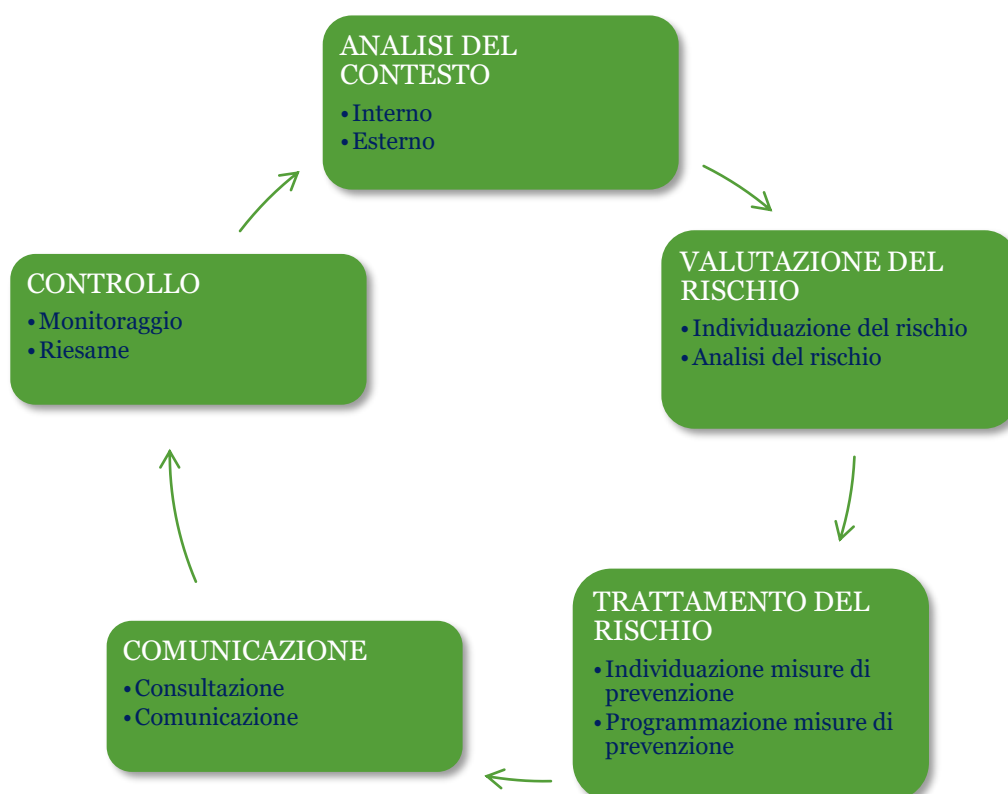 ANALISI DEL
CONTESTO
• Interno
• Esterno
VALUTAZIONE DEL
RISCHIO
• Individuazione del rischio
• Analisi del rischio
TRATTAMENTO DEL
RISCHIO
• Individuazione misure di
prevenzione
• Programmazione misure di
prevenzione
COMUNICAZIONE
• Consultazione
• Comunicazione
CONTROLLO
• Monitoraggio
• Riesame